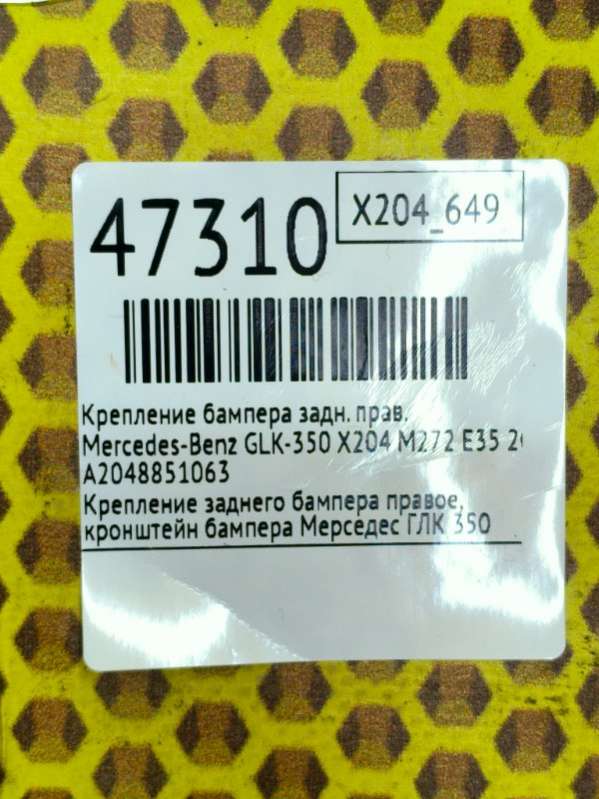 47310
X204_649
Крепление бампера задн. прав.
Mercedes-Benz GLK-350 X204 M272 E35
A2048851063
Крепление заднего бампера правое,
кронштейн бампера Мерседес ГЛК 350